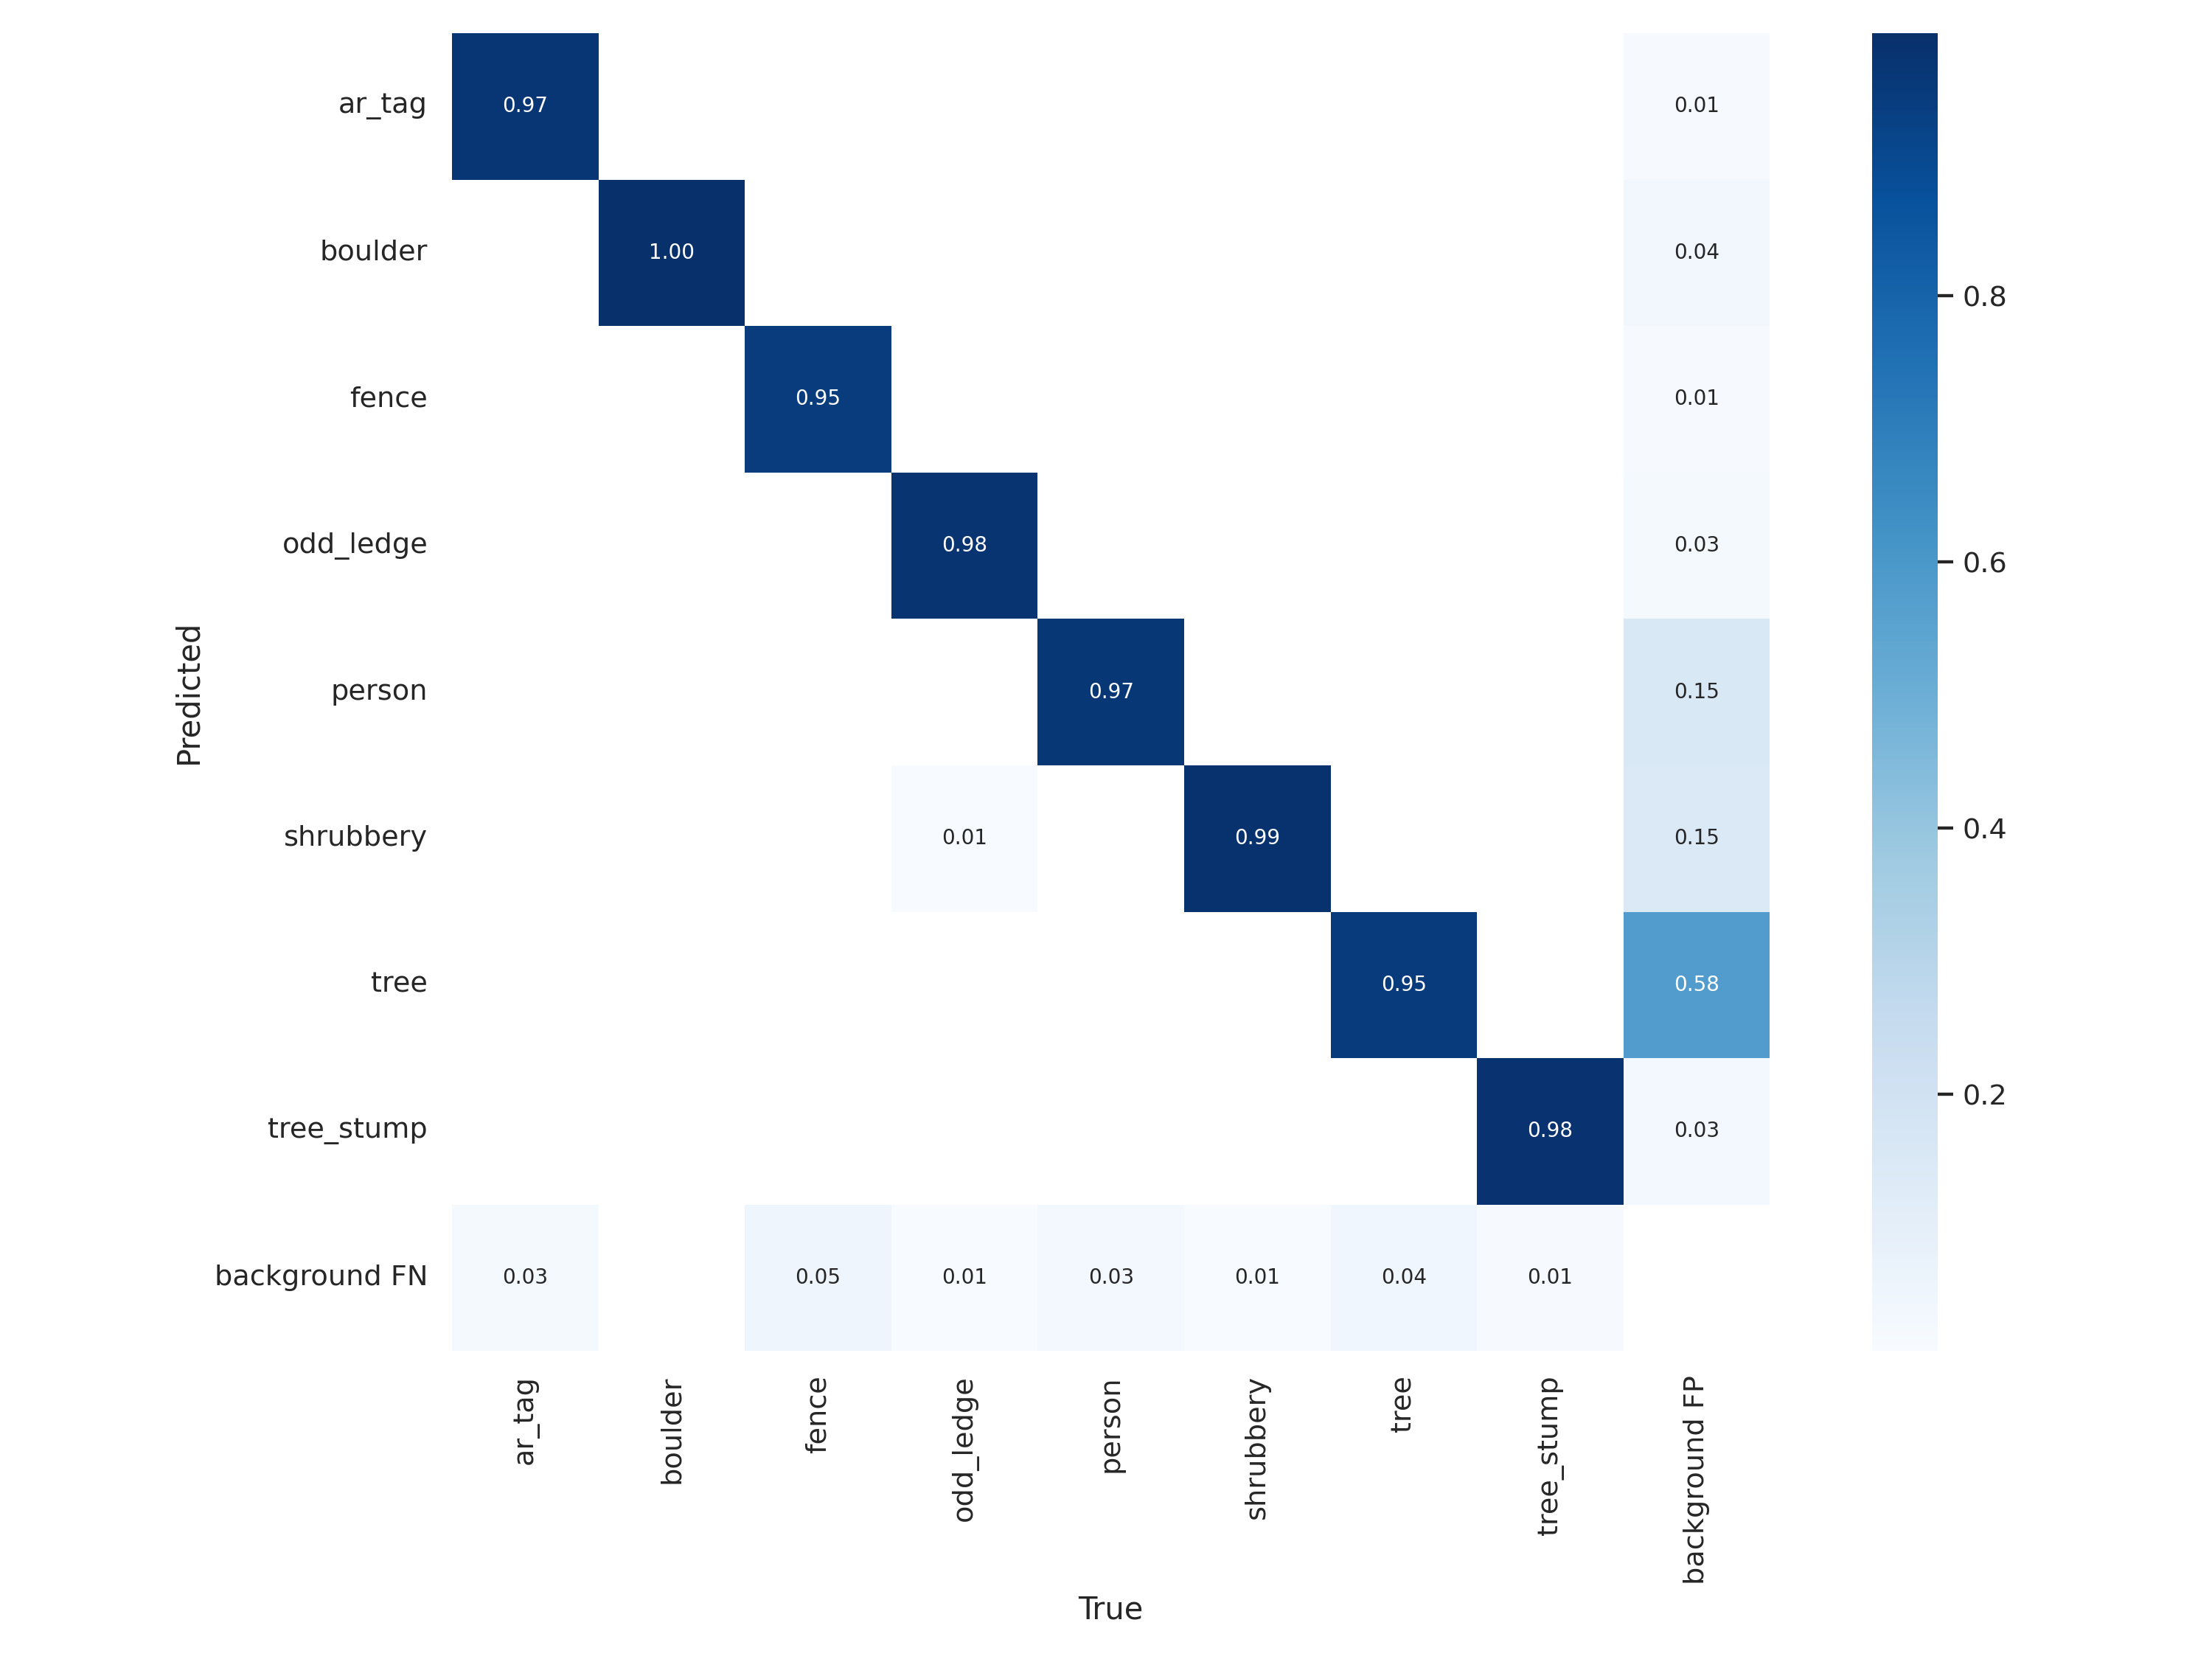 ar_tag 0.97 0.01
boulder 1.00 0.04
fence 0.95 0.01
odd_ledge 0.98 0.03
person 0.97 0.15
shrubbery 0.01 0.99 0.15
tree 0.95 0.58
tree_stump 0.98 0.03
background FN 0.03 0.05 0.01 0.03 0.01 0.04 0.01
Predicted
ar_tag
boulder
fence
odd_ledge
person
shrubbery
tree
tree_stump
background FP
True
0.8
0.6
0.4
0.2